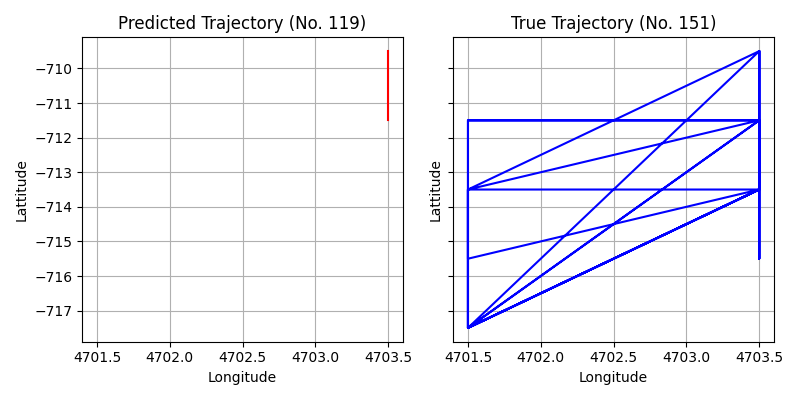 Predicted Trajectory (No. 119)
True Trajectory (No. 151)
Lattitude
−710
−711
−712
−713
−714
−715
−716
−717
4701.5 4702.0 4702.5 4703.0 4703.5
Longitude
Lattitude
4701.5 4702.0 4702.5 4703.0 4703.5
Longitude